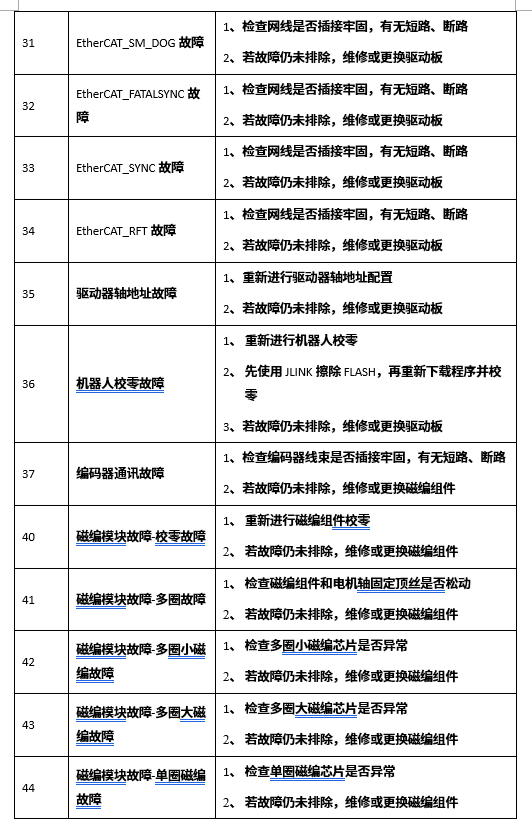 31
EtherCAT_SM_DOG 故障
1、检查网线是否插接牢固，有无短路、断路
2、若故障仍未排除，维修或更换驱动板
32
EtherCAT_FATALSYNC 故
障
1、检查网线是否插接牢固，有无短路、断路
2、若故障仍未排除，维修或更换驱动板
33
EtherCAT_SYNC 故障
1、检查网线是否插接牢固，有无短路、断路
2、若故障仍未排除，维修或更换驱动板
34
EtherCAT_RFT 故障
1、检查网线是否插接牢固，有无短路、断路
2、若故障仍未排除，维修或更换驱动板
35
驱动器轴地址故障
1、重新进行驱动器轴地址配置
2、若故障仍未排除，维修或更换驱动板
36
机器人校零故障
1、 重新进行机器人校零
2、 先使用 JLINK 擦除 FLASH，再重新下载程序并校
零
3、若故障仍未排除，维修或更换驱动板
37
编码器通讯故障
1、检查编码器线束是否插接牢固，有无短路、断路
2、若故障仍未排除，维修或更换磁编组件
40
磁编模块故障-校零故障
1、 重新进行磁编组件校零
2、 若故障仍未排除，维修或更换磁编组件
41
磁编模块故障-多圈故障
1、 检查磁编组件和电机轴固定顶丝是否松动
2、 若故障仍未排除，维修或更换磁编组件
42
磁编模块故障-多圈小磁
编故障
1、 检查多圈小磁编芯片是否异常
2、 若故障仍未排除，维修或更换磁编组件
43
磁编模块故障-多圈大磁
编故障
1、 检查多圈大磁编芯片是否异常
2、 若故障仍未排除，维修或更换磁编组件
44
磁编模块故障-单圈磁编
故障
1、 检查单圈磁编芯片是否异常
2、 若故障仍未排除，维修或更换磁编组件